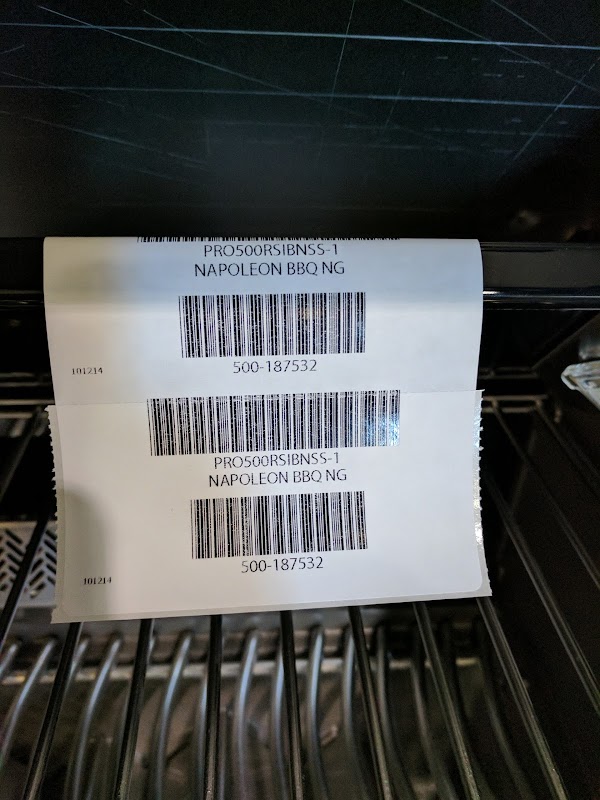 PRO500RSIBNSS-1
NAPOLEON BBQ NG
500-187532
101214
PRO500RSIBNSS-1
NAPOLEON BBQ NG
500-187532
101214